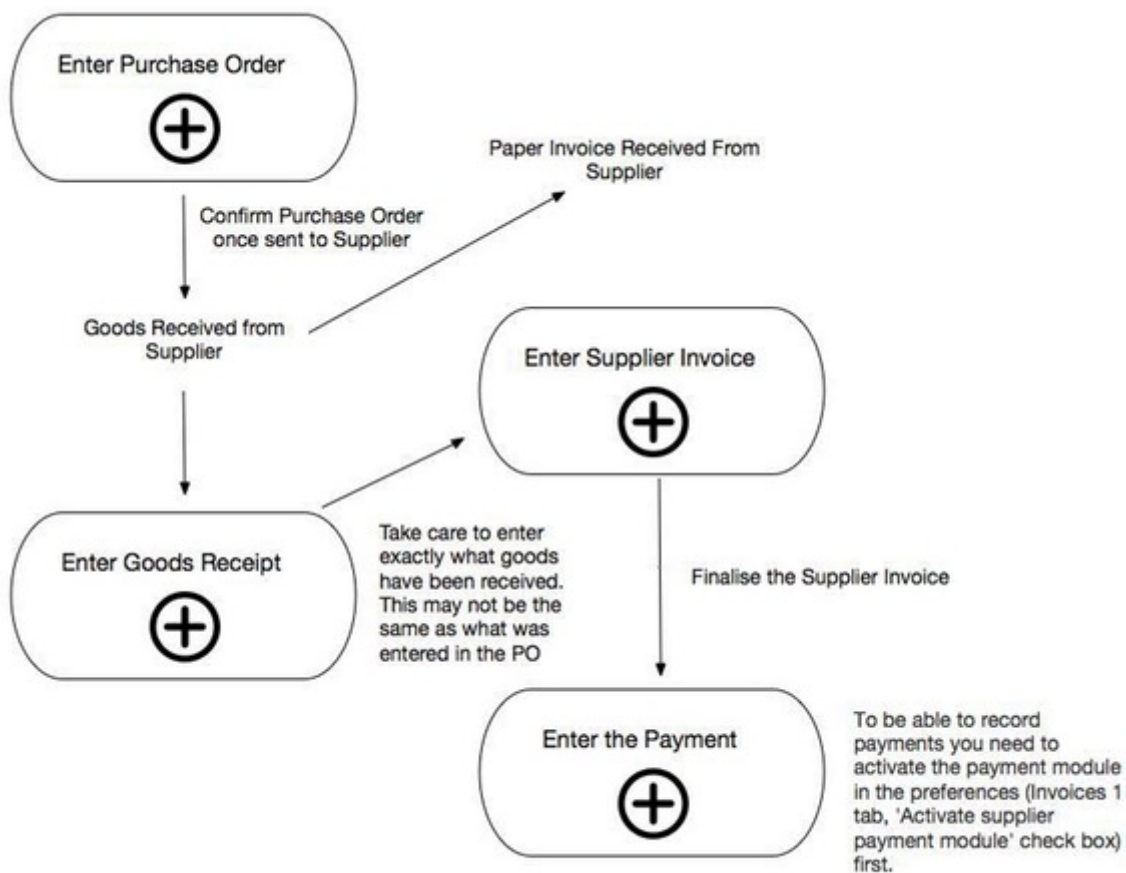 Enter Purchase Order
Paper Invoice Received From
Supplier
Confirm Purchase Order
once sent to Supplier
Goods Received from
Supplier
Enter Supplier Invoice
Enter Goods Receipt
Take care to enter
exactly what goods
have been received.
This may not be the
same as what was
entered in the PO
Finalise the Supplier Invoice
Enter the Payment
To be able to record
payments you need to
activate the payment module
in the preferences (Invoices 1
tab, 'Activate supplier
payment module' check box)
first.